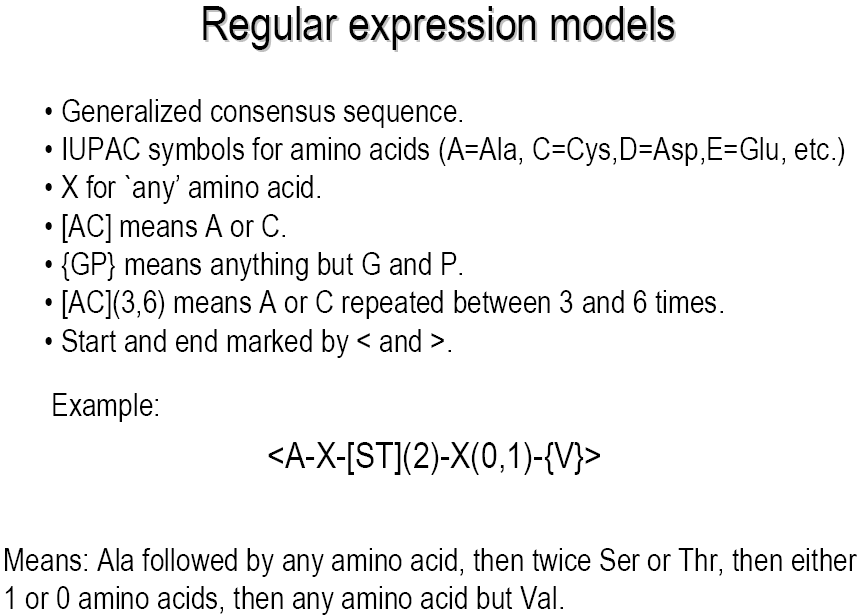 Regular expression models
• Generalized consensus sequence.
• IUPAC symbols for amino acids (A=Ala, C=Cys,D=Asp,E=Glu, etc.)
• X for `any’ amino acid.
• [AC] means A or C.
• {GP} means anything but G and P.
• [AC](3,6) means A or C repeated between 3 and 6 times.
• Start and end marked by < and >.
Example:
<A-X-[ST](2)-X(0,1)-{V}>
Means: Ala followed by any amino acid, then twice Ser or Thr, then either
1 or 0 amino acids, then any amino acid but Val.